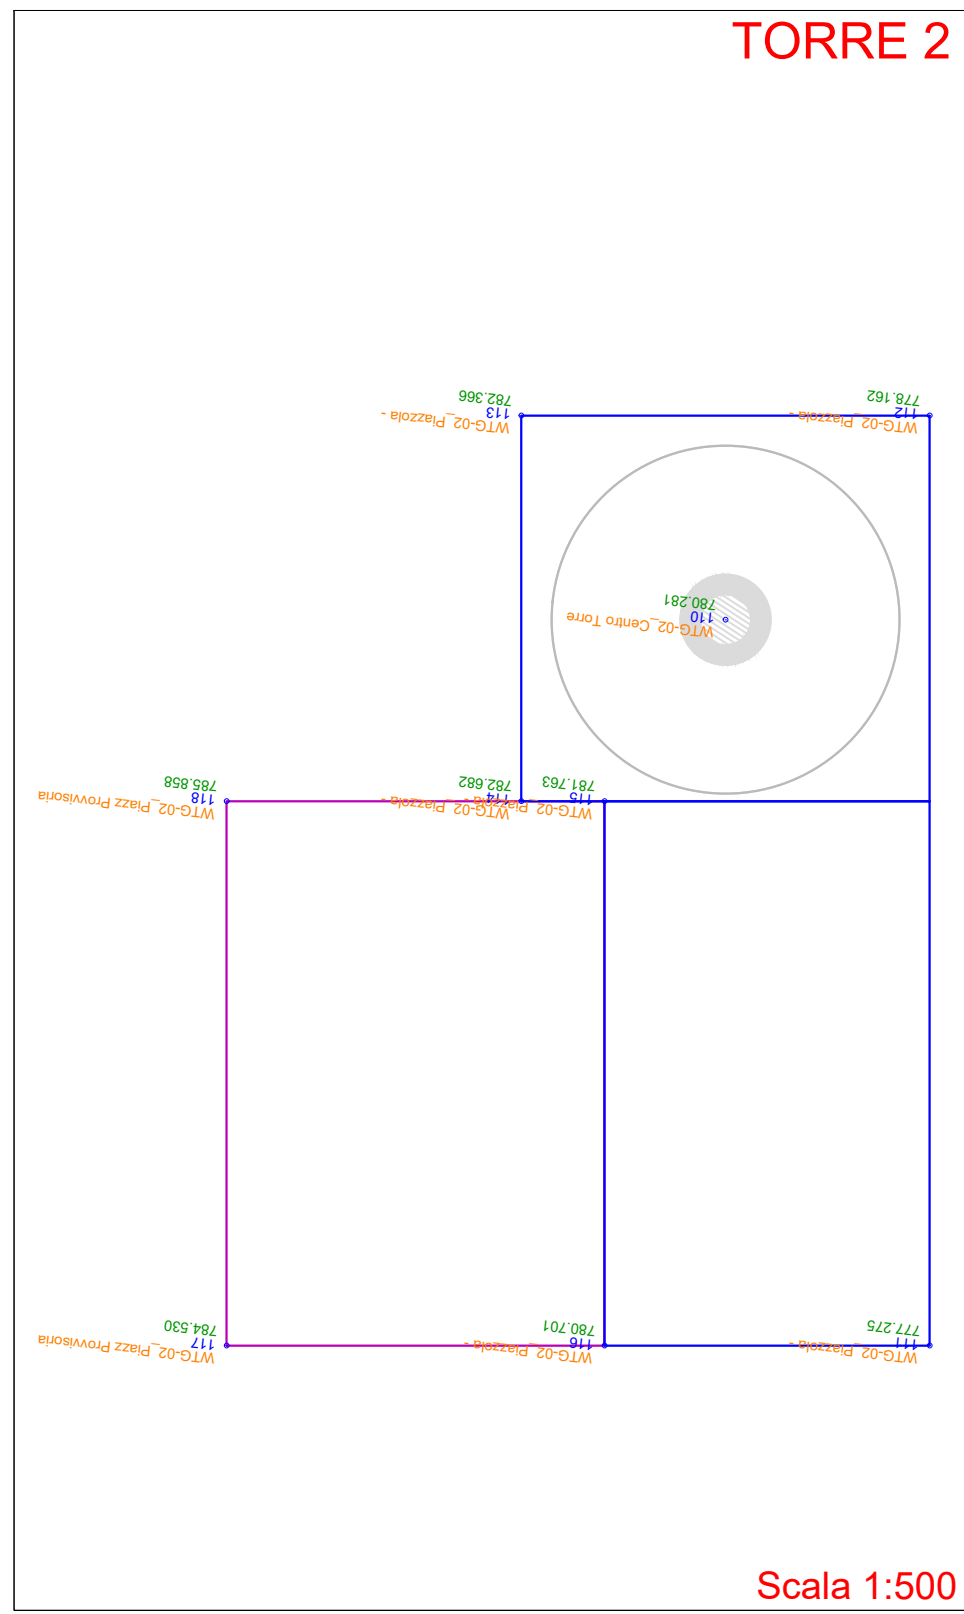 TORRE 2
782.366
113
WTG-02_Piazzola -
778.162
112
WTG-02_Piazzola -
780.281
110
WTG-02_Centro Torre
785.858
118
WTG-02_Piazz Provvisoria
782.682
114
WTG-02_Piazzola -
781.763
115
WTG-02_Piazzola -
784.530
117
WTG-02_Piazz Provvisoria
780.701
116
WTG-02_Piazzola -
777.275
111
WTG-02_Piazzola -
Scala 1:500